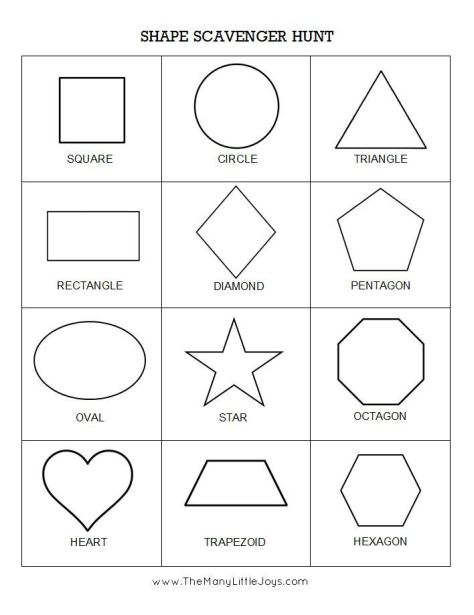 SHAPE SCAVENGER HUNT
SQUARE
CIRCLE
TRIANGLE
RECTANGLE
DIAMOND
PENTAGON
OVAL
STAR
OCTAGON
HEART
TRAPEZOID
HEXAGON
www.TheManyLittleJoys.com